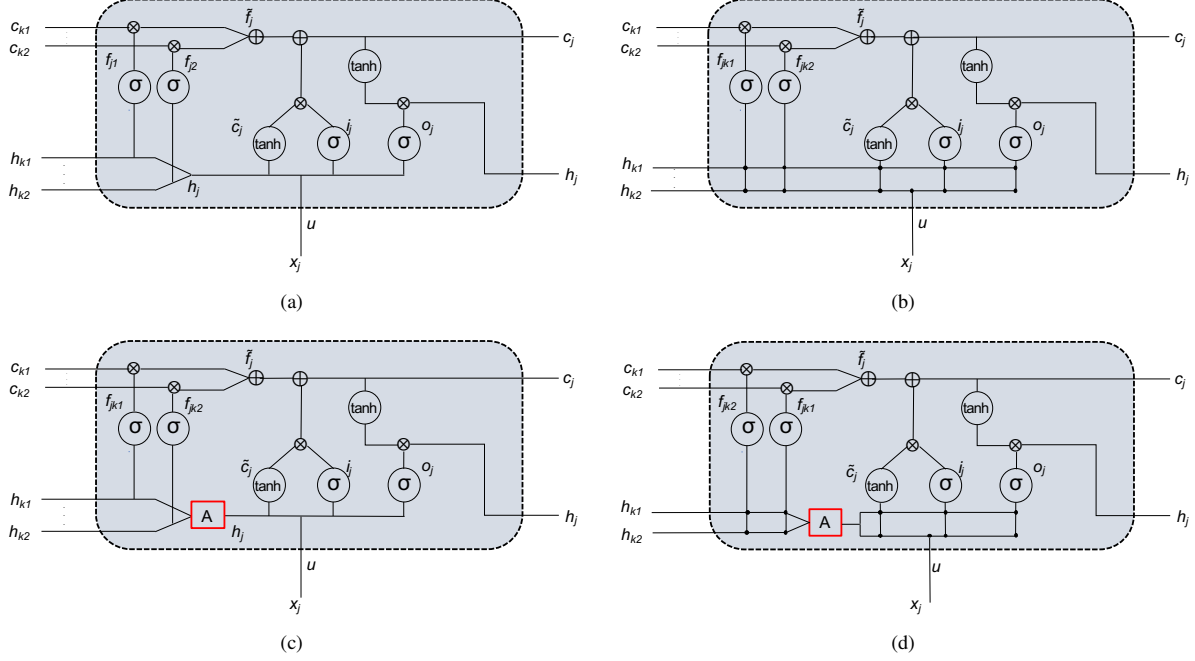 c_k1
c_k2
f̃_j
c_j
f_j1
f_j2
σ
σ
tanh
c̃_j
i_j
o_j
tanh
σ
σ
h_k1
h_k2
h_j
h_j
u
x_j
(a)
c_k1
c_k2
f̃_j
c_j
f_jk1
f_jk2
σ
σ
tanh
c̃_j
i_j
o_j
tanh
σ
σ
h_k1
h_k2
h_j
u
x_j
(b)
c_k1
c_k2
f̃_j
c_j
f_jk1
f_jk2
σ
σ
tanh
c̃_j
i_j
o_j
tanh
σ
σ
h_k1
h_k2
A
h_j
h_j
u
x_j
(c)
c_k1
c_k2
f̃_j
c_j
f_jk2
f_jk1
σ
σ
tanh
c̃_j
i_j
o_j
tanh
σ
σ
h_k1
h_k2
A
h_j
u
x_j
(d)